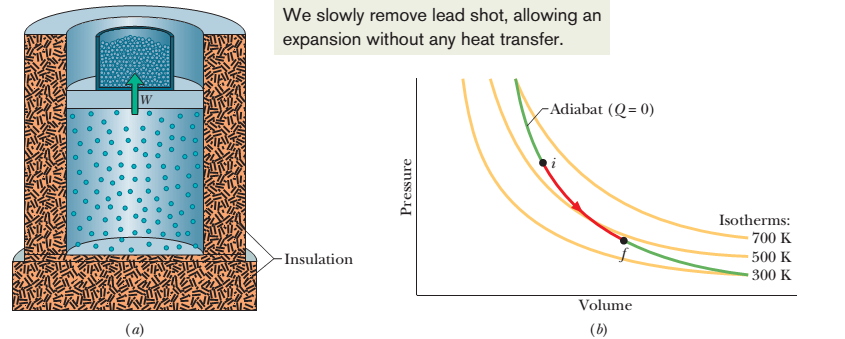 We slowly remove lead shot, allowing an
expansion without any heat transfer.
W
Insulation
(a)
Adiabat (Q = 0)
i
Pressure
Isotherms:
700 K
500 K
300 K
f
Volume
(b)